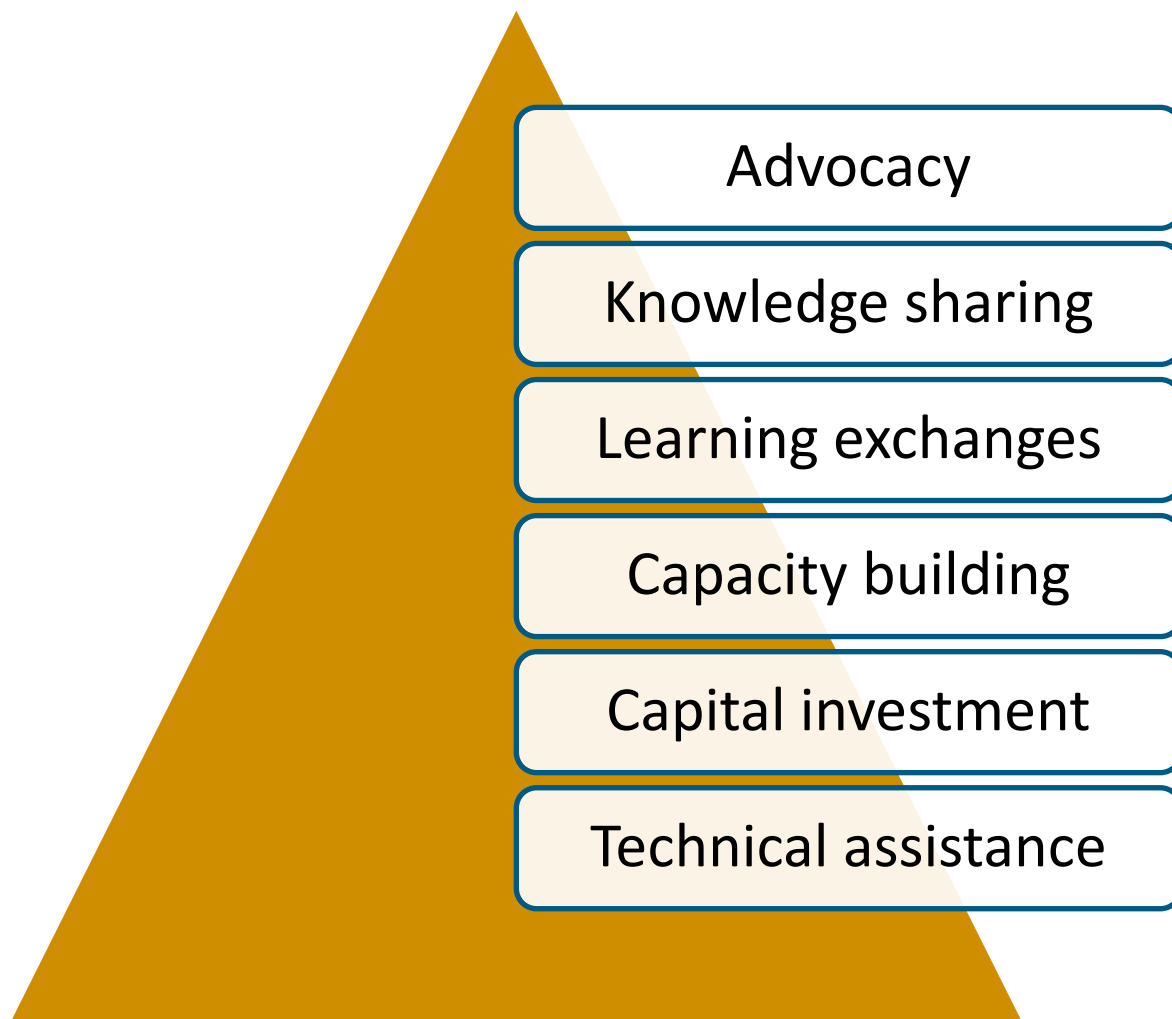 Advocacy
Knowledge sharing
Learning exchanges
Capacity building
Capital investment
Technical assistance